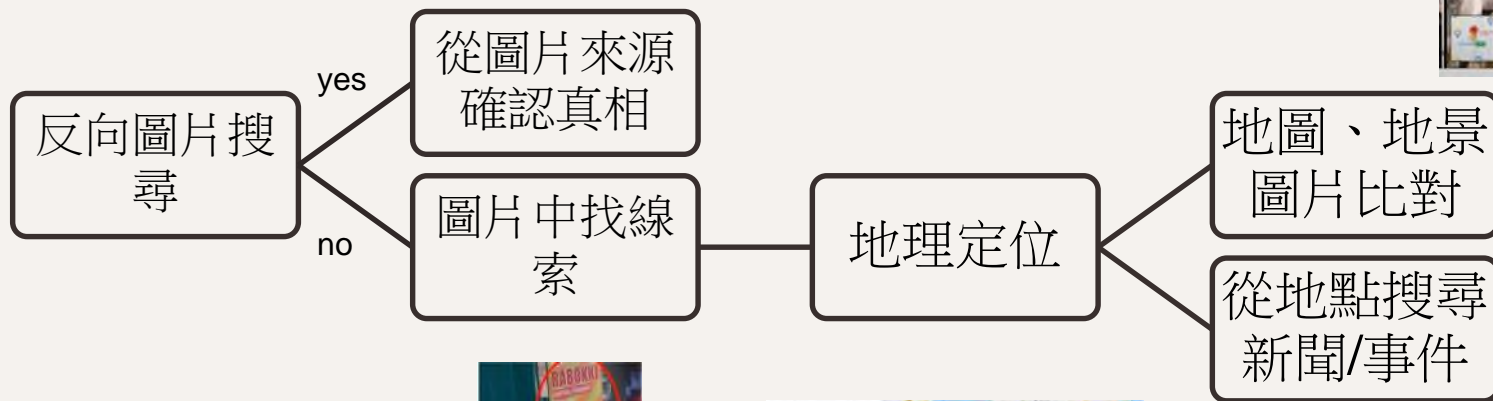 反向圖片搜
尋
yes
從圖片來源
確認真相
no
圖片中找線
索
地理定位
地圖、地景
圖片比對
從地點搜尋
新聞/事件
BABOKKI